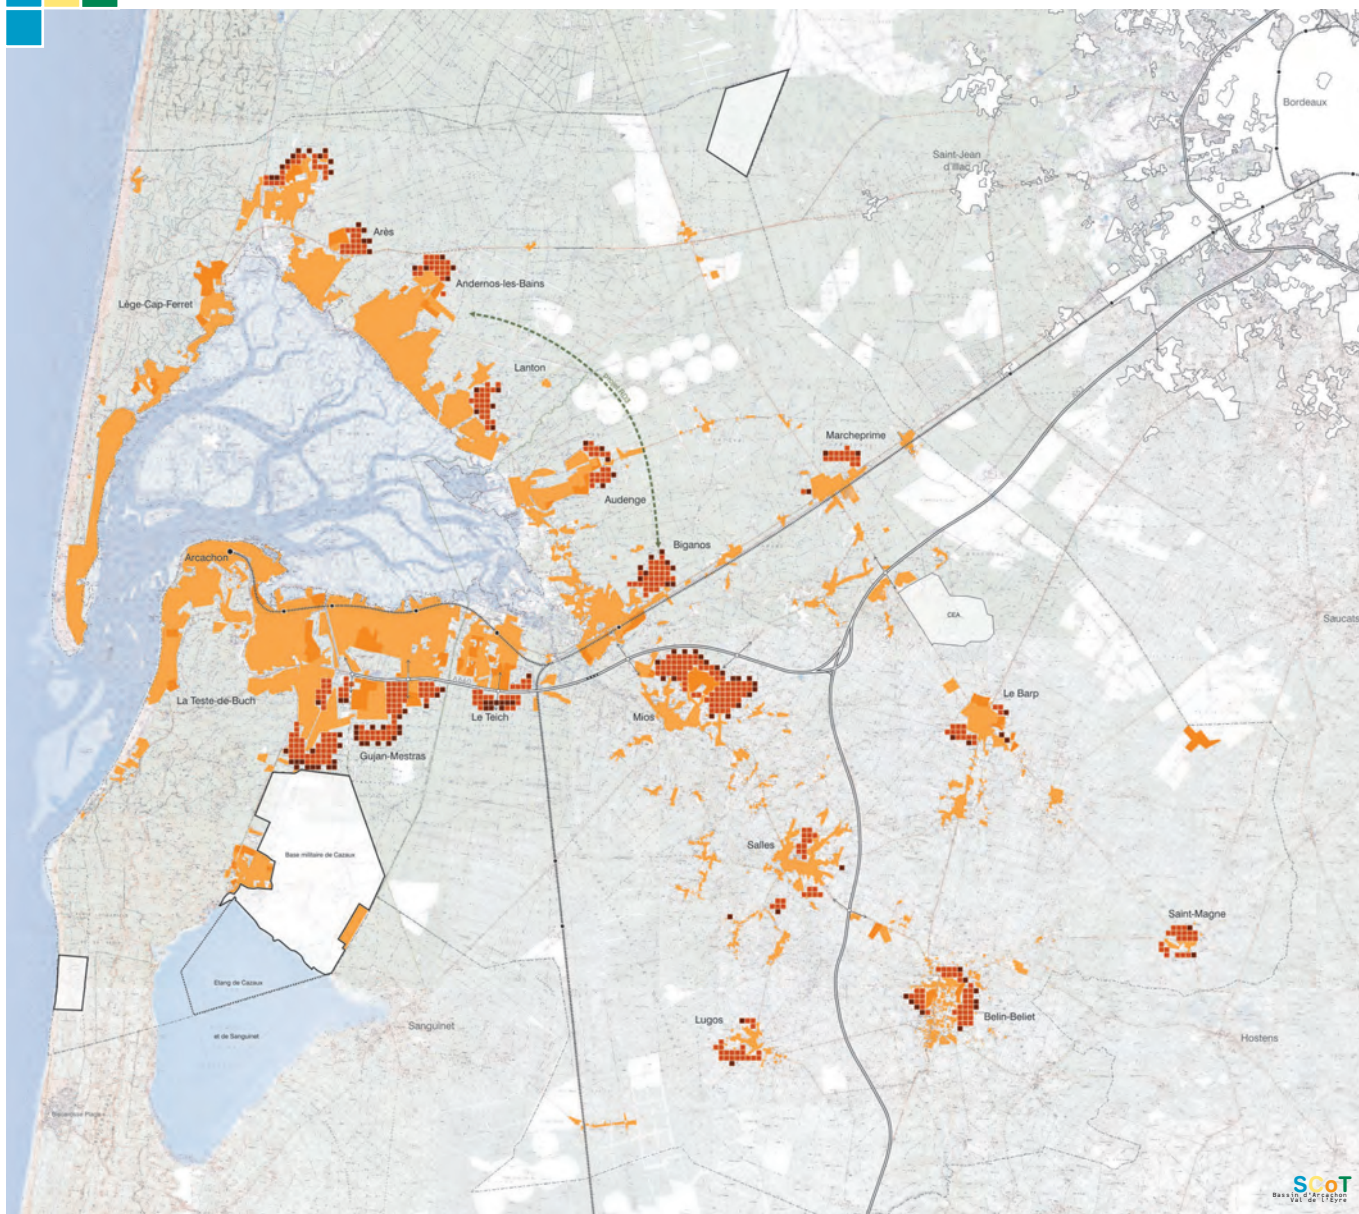 Bordeaux
Saint-Jean
d'Illac
Arès
Andernos-les-Bains
Lège-Cap-Ferret
Lanton
Marcheprime
Audenge
Biganos
Arcachon
CEA
Saucats
La Teste-de-Buch
Le Teich
Mios
Le Barp
Gujan-Mestras
Salles
Base militaire de Cazaux
Saint-Magne
Etang de Cazaux
Belin-Beliet
Lugos
Sanguinet
et de Sanguinet
Hostens
SCoT
Bassin d'Arcachon
Val de l'Eyre